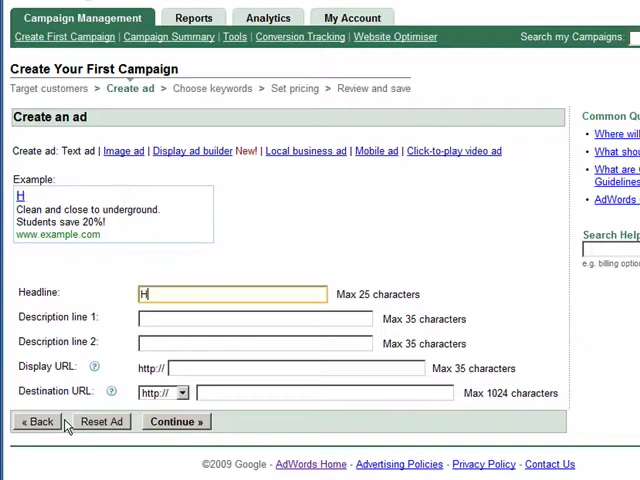 Campaign Management Reports Analytics My Account
Create First Campaign | Campaign Summary | Tools | Conversion Tracking | Website Optimiser Search my Campaigns:
Create Your First Campaign
Target customers > Create ad > Choose keywords > Set pricing > Review and save
Create an ad
Create ad: Text ad | Image ad | Display ad builder New! | Local business ad | Mobile ad | Click-to-play video ad
Example:
H
Clean and close to underground.
Students save 20%!
www.example.com
Headline: H Max 25 characters
Description line 1: Max 35 characters
Description line 2: Max 35 characters
Display URL: ? http:// Max 35 characters
Destination URL: ? http:// Max 1024 characters
« Back Reset Ad Continue »
Common Qu
• Where will
• What shou
• What are
Guidelines
• AdWords
Search Help
e.g. billing optio
©2009 Google - AdWords Home - Advertising Policies - Privacy Policy - Contact Us